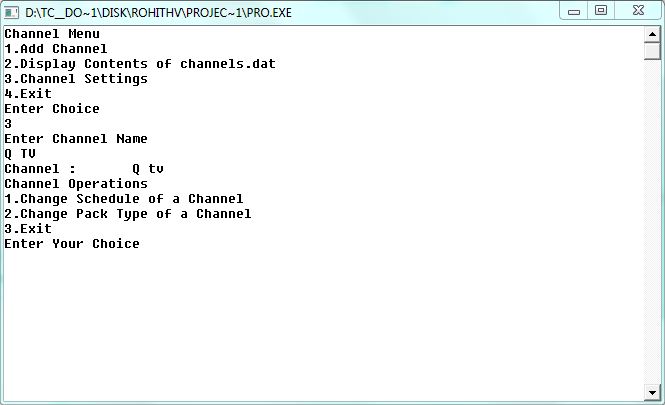 D:\TC__DO~1\DISK\ROHITHV\PROJEC~1\PRO.EXE
Channel Menu
1.Add Channel
2.Display Contents of channels.dat
3.Channel Settings
4.Exit
Enter Choice
3
Enter Channel Name
Q TV
Channel :       Q tv
Channel Operations
1.Change Schedule of a Channel
2.Change Pack Type of a Channel
3.Exit
Enter Your Choice